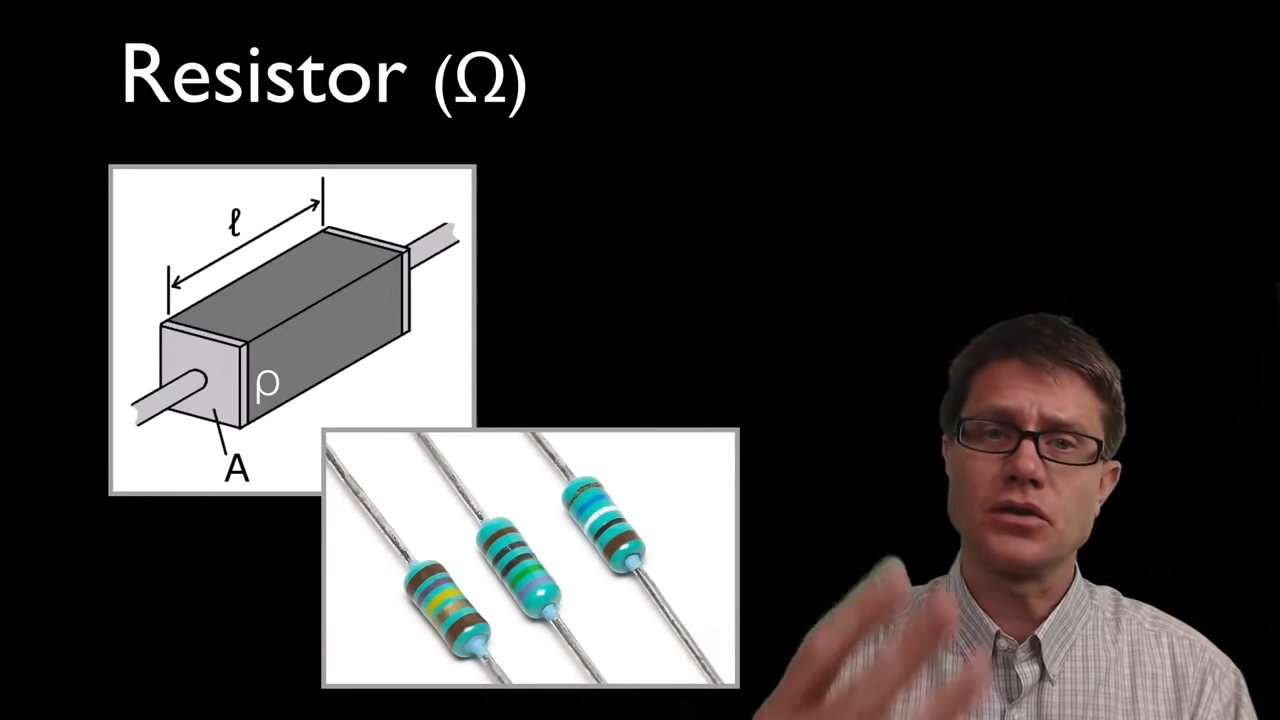 Resistor (Ω)
ℓ
ρ
A